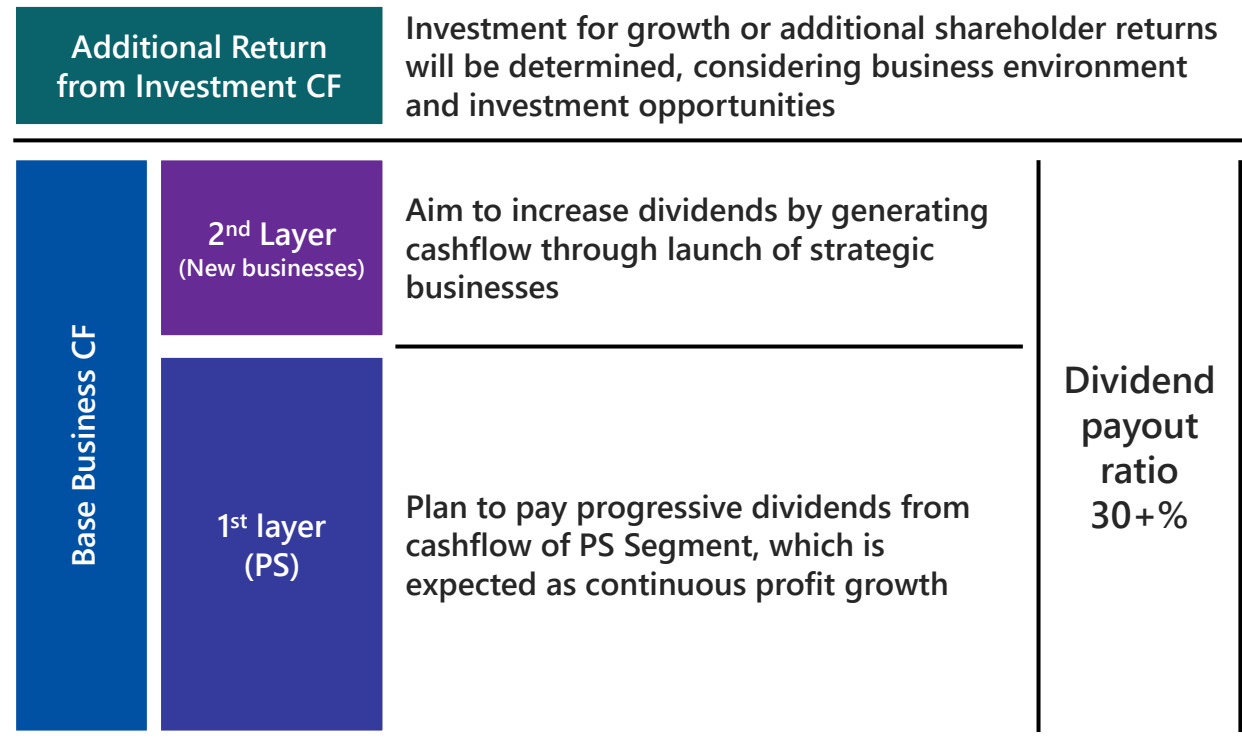 Additional Return
from Investment CF
Investment for growth or additional shareholder returns
will be determined, considering business environment
and investment opportunities
Base Business CF
2nd Layer
(New businesses)
Aim to increase dividends by generating
cashflow through launch of strategic
businesses
1st layer
(PS)
Plan to pay progressive dividends from
cashflow of PS Segment, which is
expected as continuous profit growth
Dividend
payout
ratio
30+%